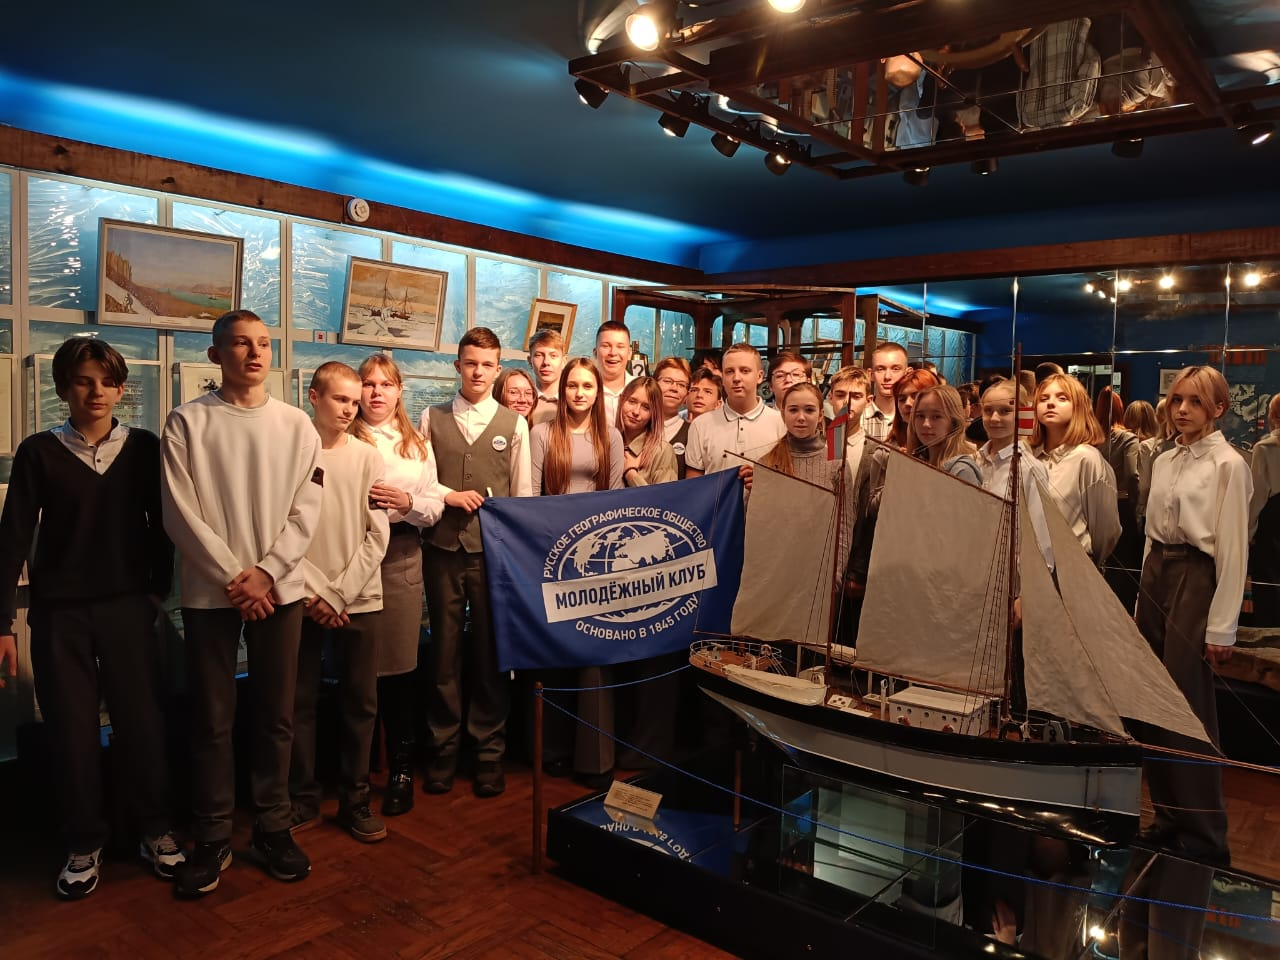 РУССКОЕ ГЕОГРАФИЧЕСКОЕ ОБЩЕСТВО
МОЛОДЁЖНЫЙ КЛУБ
ОСНОВАНО В 1845 ГОДУ